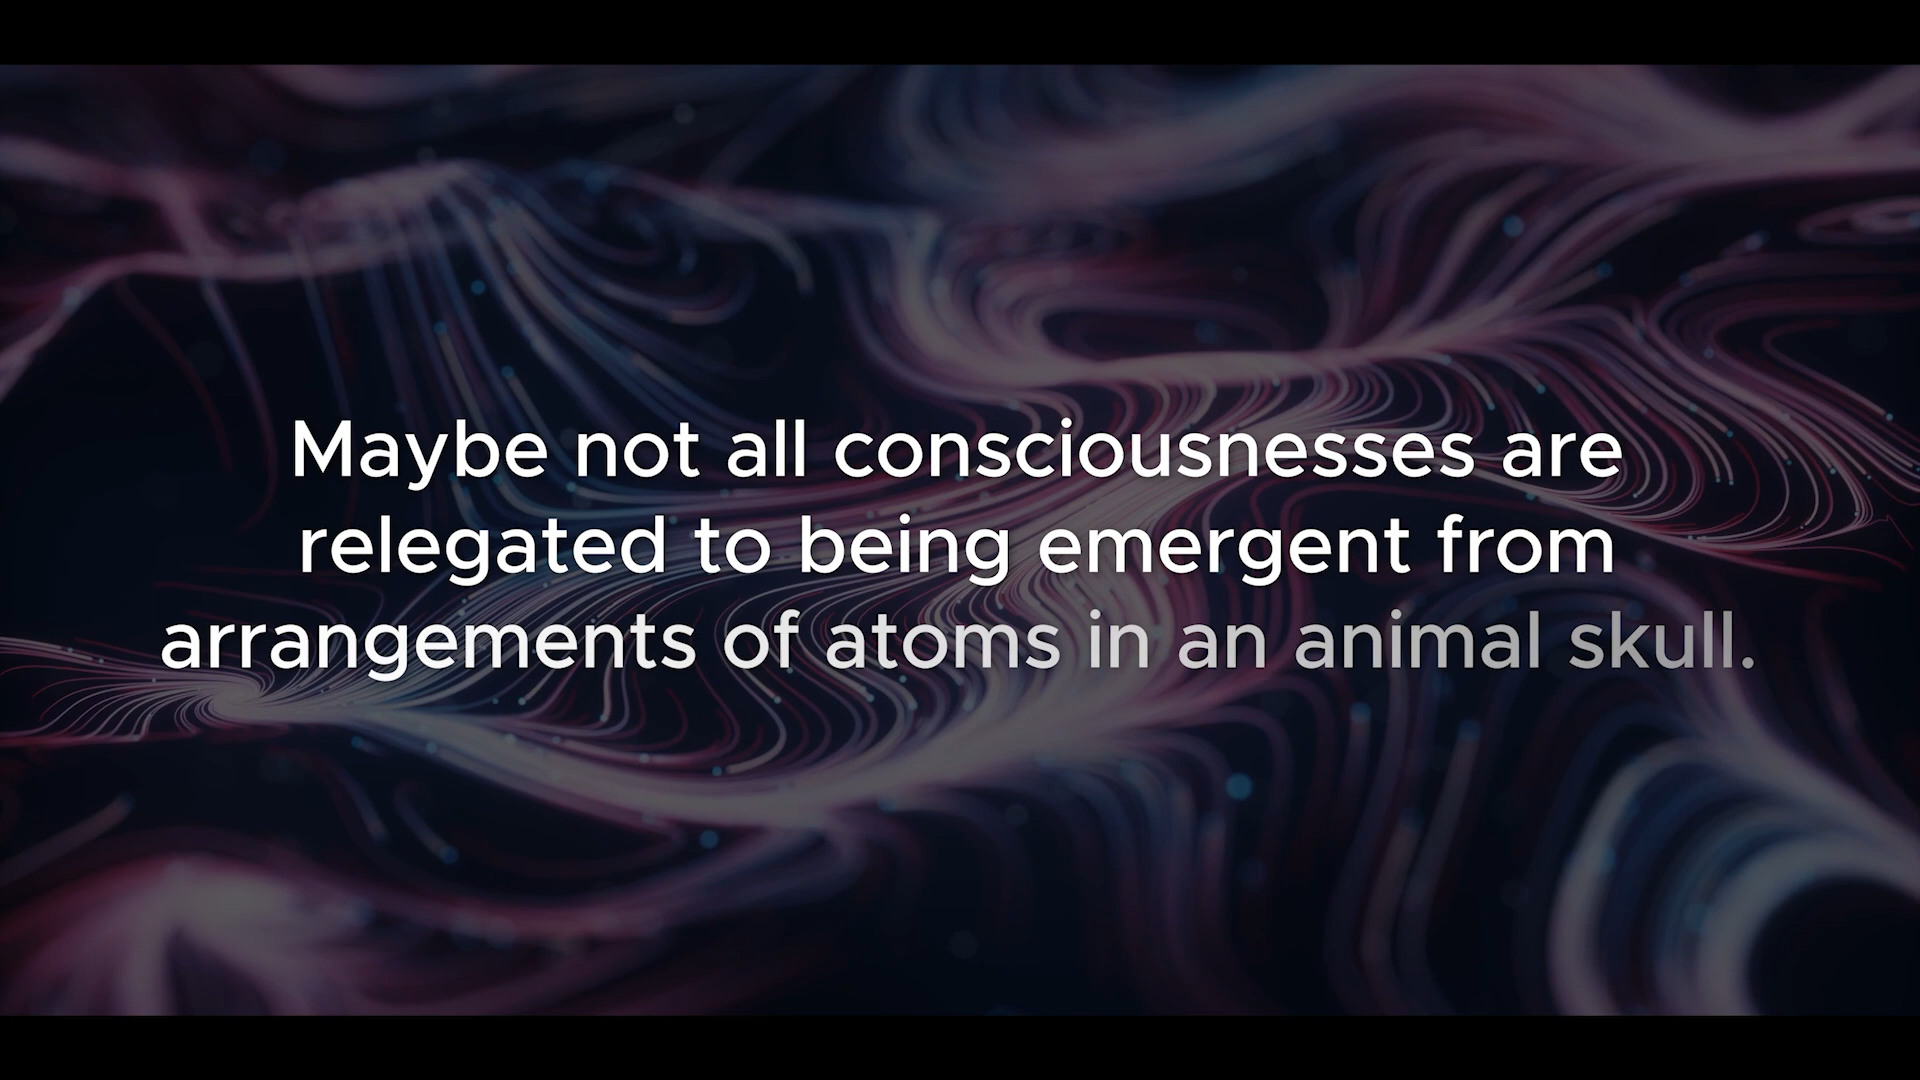 Maybe not all consciousnesses are
relegated to being emergent from
arrangements of atoms in an animal skull.